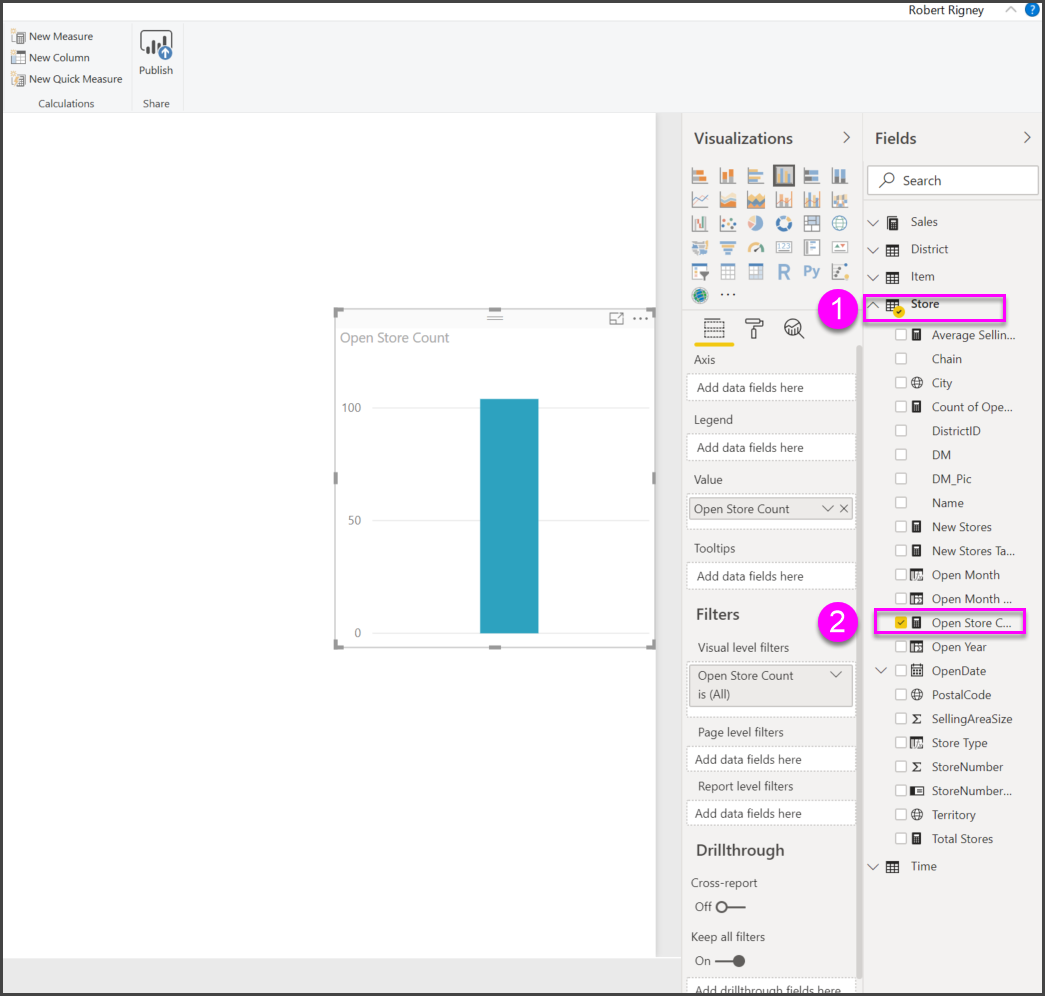 Robert Rigney
?
New Measure
New Column
New Quick Measure
Calculations
Publish
Share
Open Store Count
100
50
0
Visualizations
123
R
Py
...
Axis
Add data fields here
Legend
Add data fields here
Value
Open Store Count
Tooltips
Add data fields here
Filters
Visual level filters
Open Store Count
is (All)
Page level filters
Add data fields here
Report level filters
Add data fields here
Drillthrough
Cross-report
Off
Keep all filters
On
Add drillthrough fields here
Fields
Search
Sales
District
Item
1
Store
Average Sellin...
Chain
City
Count of Ope...
DistrictID
DM
DM_Pic
Name
New Stores
New Stores Ta...
Open Month
Open Month ...
2
Open Store C...
Open Year
OpenDate
PostalCode
Σ SellingAreaSize
Store Type
Σ StoreNumber
StoreNumber...
Territory
Total Stores
Time